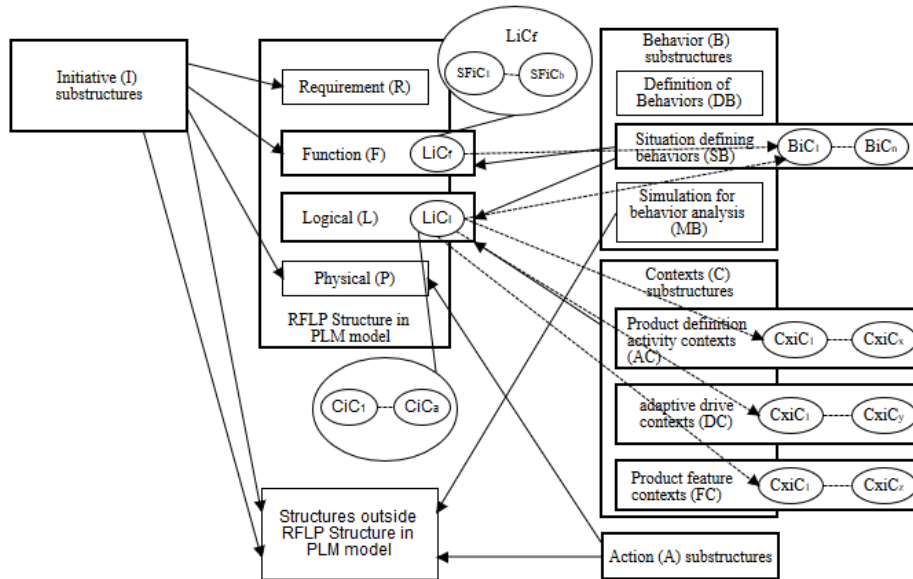 Initiative (I)
substructures
Requirement (R)
Function (F)
LiCf
Logical (L)
LiCl
Physical (P)
RFLP Structure in
PLM model
LiCf
SFiC1
SFiCb
CiC1
CiCa
Structures outside
RFLP Structure in
PLM model
Behavior (B)
substructures
Definition of
Behaviors (DB)
Situation defining
behaviors (SB)
BiC1
BiCn
Simulation for
behavior analysis
(MB)
Contexts (C)
substructures
Product definition
activity contexts
(AC)
CxiC1
CxiCx
adaptive drive
contexts (DC)
CxiC1
CxiCy
Product feature
contexts (FC)
CxiC1
CxiCz
Action (A) substructures